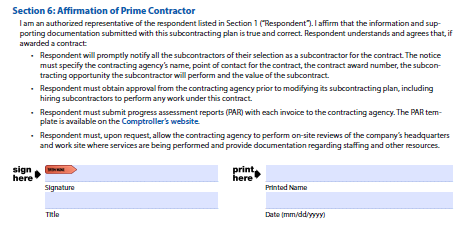 Section 6: Affirmation of Prime Contractor
I am an authorized representative of the respondent listed in Section 1 (“Respondent”). I affirm that the information and sup-
porting documentation submitted with this subcontracting plan is true and correct. Respondent understands and agrees that, if
awarded a contract:
• Respondent will promptly notify all the subcontractors of their selection as a subcontractor for the contract. The notice
must specify the contracting agency’s name, point of contact for the contract, the contract award number, the subcon-
tracting opportunity the subcontractor will perform and the value of the subcontract.
• Respondent must obtain approval from the contracting agency prior to modifying its subcontracting plan, including
hiring subcontractors to perform any work under this contract.
• Respondent must submit progress assessment reports (PAR) with each invoice to the contracting agency. The PAR tem-
plate is available on the Comptroller’s website.
• Respondent must, upon request, allow the contracting agency to perform on-site reviews of the company’s headquarters
and work site where services are being performed and provide documentation regarding staffing and other resources.
sign
here
print
here
Signature
Printed Name
Title
Date (mm/dd/yyyy)